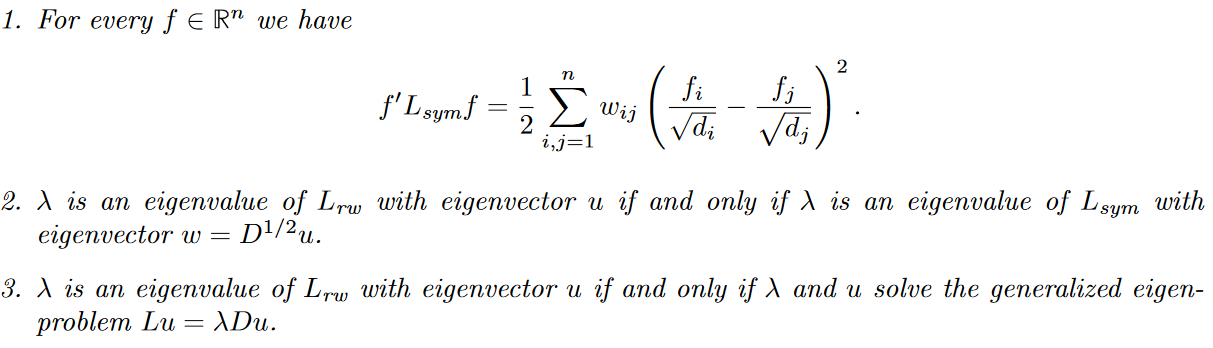 1. For every f ∈ ℝⁿ we have
f′L_{sym}f = \frac{1}{2} \sum_{i,j=1}^{n} w_{ij} \left( \frac{f_i}{\sqrt{d_i}} - \frac{f_j}{\sqrt{d_j}} \right)^2 .
2. λ is an eigenvalue of L_{rw} with eigenvector u if and only if λ is an eigenvalue of L_{sym} with
eigenvector w = D^{1/2}u.
3. λ is an eigenvalue of L_{rw} with eigenvector u if and only if λ and u solve the generalized eigen-
problem Lu = λDu.